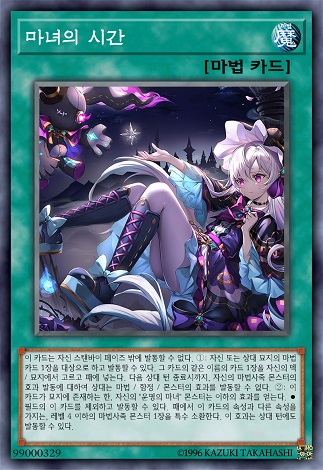 마녀의 시간
魔
[마법 카드]
이 카드는 자신 스탠바이 페이즈 밖에 발동할 수 없다. ①: 자신 또는 상대 묘지의 마법
카드 1장을 대상으로 하고 발동할 수 있다. 그 카드와 같은 이름의 카드 1장을 자신의 덱
/ 묘지에서 고르고 패에 넣는다. 다음 상대 턴 종료시까지, 자신의 마법사족 몬스터의
효과 발동에 대하여 상대는 마법 / 함정 / 몬스터의 효과를 발동할 수 없다. ②: 이
카드가 묘지에 존재하는 한, 자신의 '운명의 마녀' 몬스터는 이하의 효과를 얻는다. ●
필드의 이 카드를 제외하고 발동할 수 있다. 패에서 이 카드의 속성과 다른 속성을
가지는, 레벨 4 이하의 마법사족 몬스터 1장을 특수 소환한다. 이 효과는 상대 턴에도
발동할 수 있다.
99000329
©1996 KAZUKI TAKAHASHI